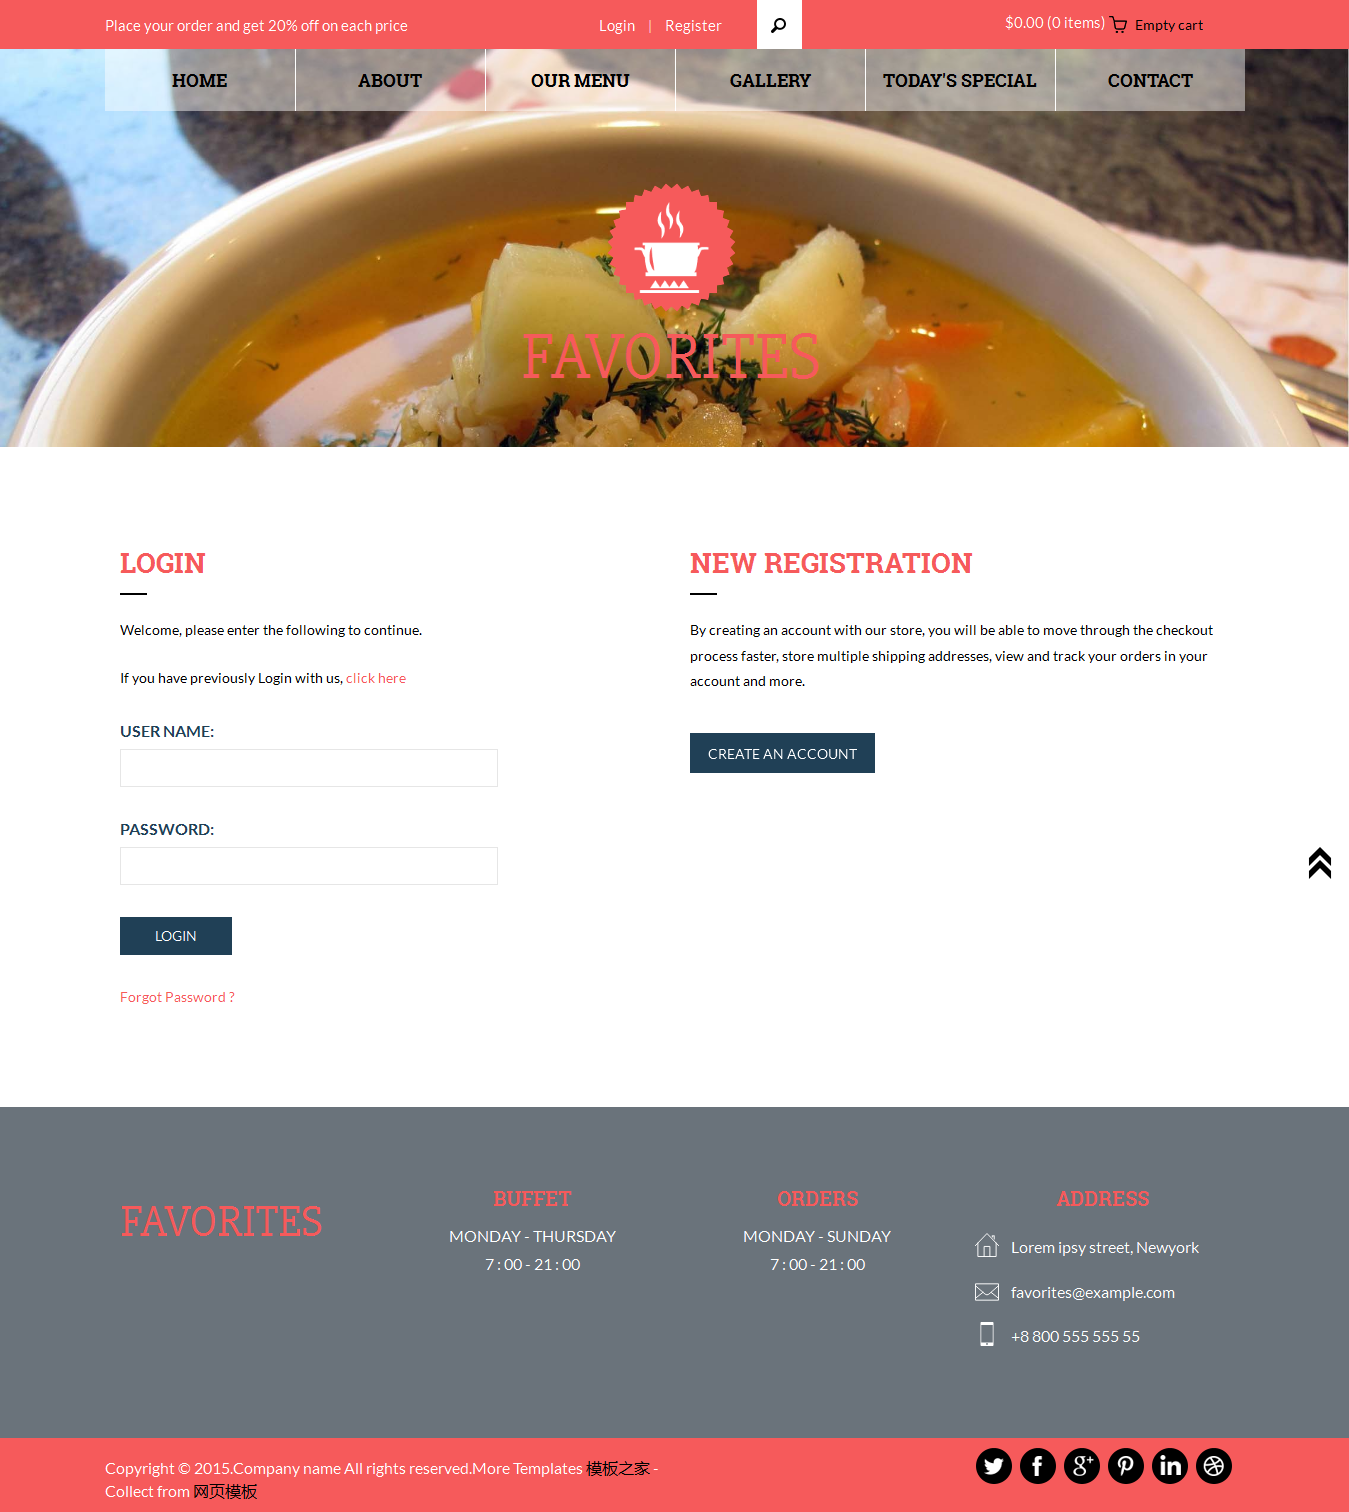 Place your order and get 20% off on each price
Login | Register
$0.00 (0 items) Empty cart
HOME ABOUT OUR MENU GALLERY TODAY'S SPECIAL CONTACT
FAVORITES
LOGIN
Welcome, please enter the following to continue.
If you have previously Login with us, click here
USER NAME:
PASSWORD:
LOGIN
Forgot Password ?
NEW REGISTRATION
By creating an account with our store, you will be able to move through the checkout
process faster, store multiple shipping addresses, view and track your orders in your
account and more.
CREATE AN ACCOUNT
FAVORITES
BUFFET
MONDAY - THURSDAY
7 : 00 - 21 : 00
ORDERS
MONDAY - SUNDAY
7 : 00 - 21 : 00
ADDRESS
Lorem ipsy street, Newyork
favorites@example.com
+8 800 555 555 55
Copyright © 2015.Company name All rights reserved.More Templates 模板之家 -
Collect from 网页模板